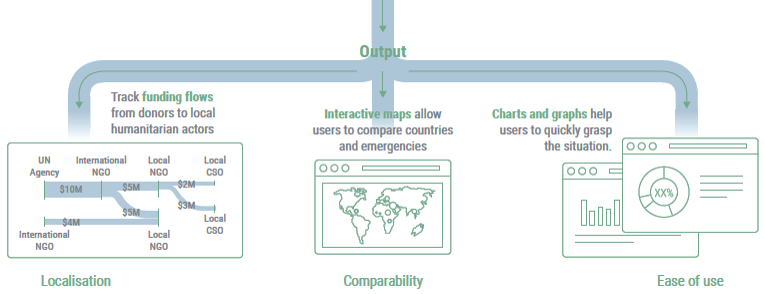 Output
Track funding flows
from donors to local
humanitarian actors
UN
Agency
International
NGO
Local
NGO
Local
CSO
$10M
$5M
$2M
$5M
$3M
$4M
International
NGO
Local
NGO
Local
CSO
Localisation
Interactive maps allow
users to compare countries
and emergencies
Comparability
Charts and graphs help
users to quickly grasp
the situation.
XX%
Ease of use